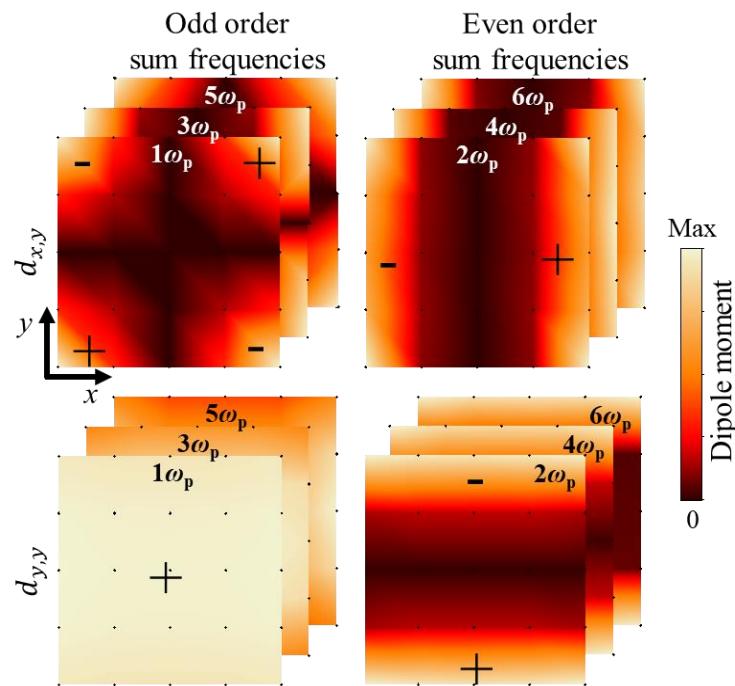 Odd order
sum frequencies
Even order
sum frequencies
5ωp
3ωp
1ωp
- +
+ -
6ωp
4ωp
2ωp
- +
dx,y
y
x
Max
Dipole moment
0
5ωp
3ωp
1ωp
+
6ωp
4ωp
2ωp
-
+
dy,y